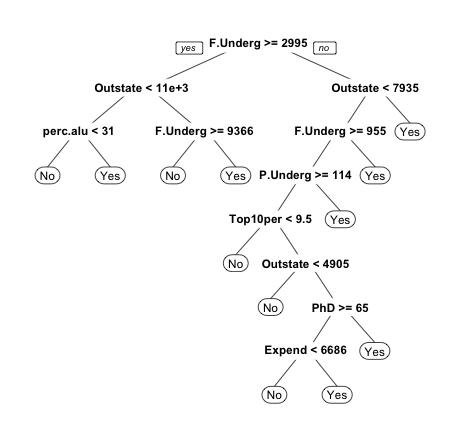 yes F.Underg >= 2995 no
Outstate < 11e+3 Outstate < 7935
perc.alu < 31 F.Underg >= 9366 F.Underg >= 955 Yes
No Yes No Yes P.Underg >= 114 Yes
Top10per < 9.5 Yes
No Outstate < 4905
No PhD >= 65
Expend < 6686 Yes
No Yes